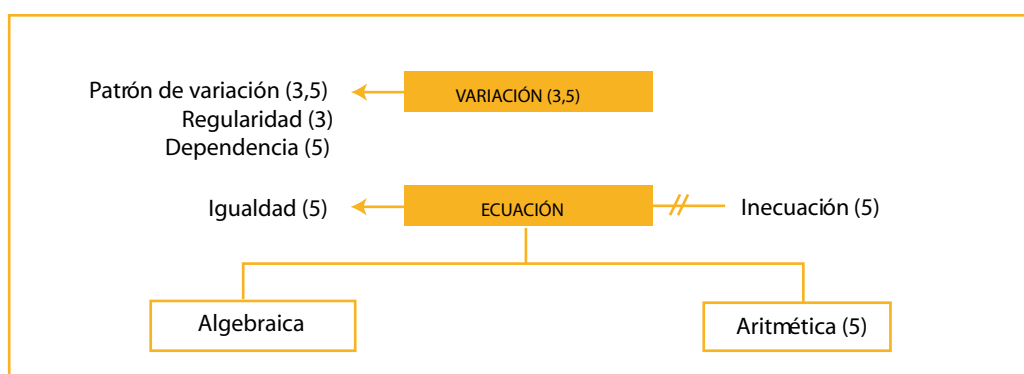 Patrón de variación (3,5)
VARIACIÓN (3,5)
Regularidad (3)
Dependencia (5)
Igualdad (5)
ECUACIÓN
Inecuación (5)
Algebraica
Aritmética (5)